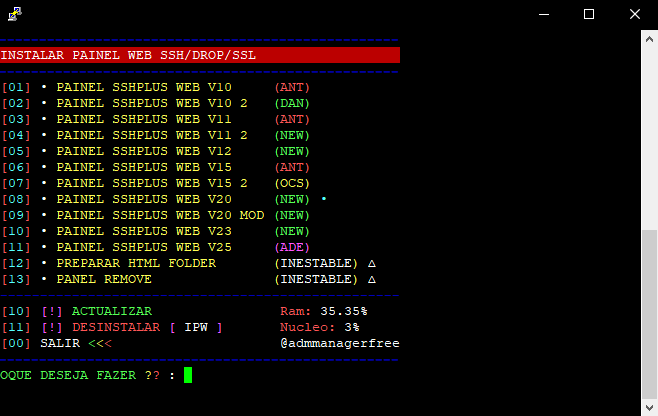 INSTALAR PAINEL WEB SSH/DROP/SSL
[01] • PAINEL SSHPLUS WEB V10 (ANT)
[02] • PAINEL SSHPLUS WEB V10 2 (DAN)
[03] • PAINEL SSHPLUS WEB V11 (ANT)
[04] • PAINEL SSHPLUS WEB V11 2 (NEW)
[05] • PAINEL SSHPLUS WEB V12 (NEW)
[06] • PAINEL SSHPLUS WEB V15 (ANT)
[07] • PAINEL SSHPLUS WEB V15 2 (OCS)
[08] • PAINEL SSHPLUS WEB V20 (NEW) •
[09] • PAINEL SSHPLUS WEB V20 MOD (NEW)
[10] • PAINEL SSHPLUS WEB V23 (NEW)
[11] • PAINEL SSHPLUS WEB V25 (ADE)
[12] • PREPARAR HTML FOLDER (INESTABLE) Δ
[13] • PANEL REMOVE (INESTABLE) Δ
[10] [!] ACTUALIZAR Ram: 35.35%
[11] [!] DESINSTALAR [ IPW ] Nucleo: 3%
[00] SALIR <<< @admmanagerfree
OQUE DESEJA FAZER ?? :